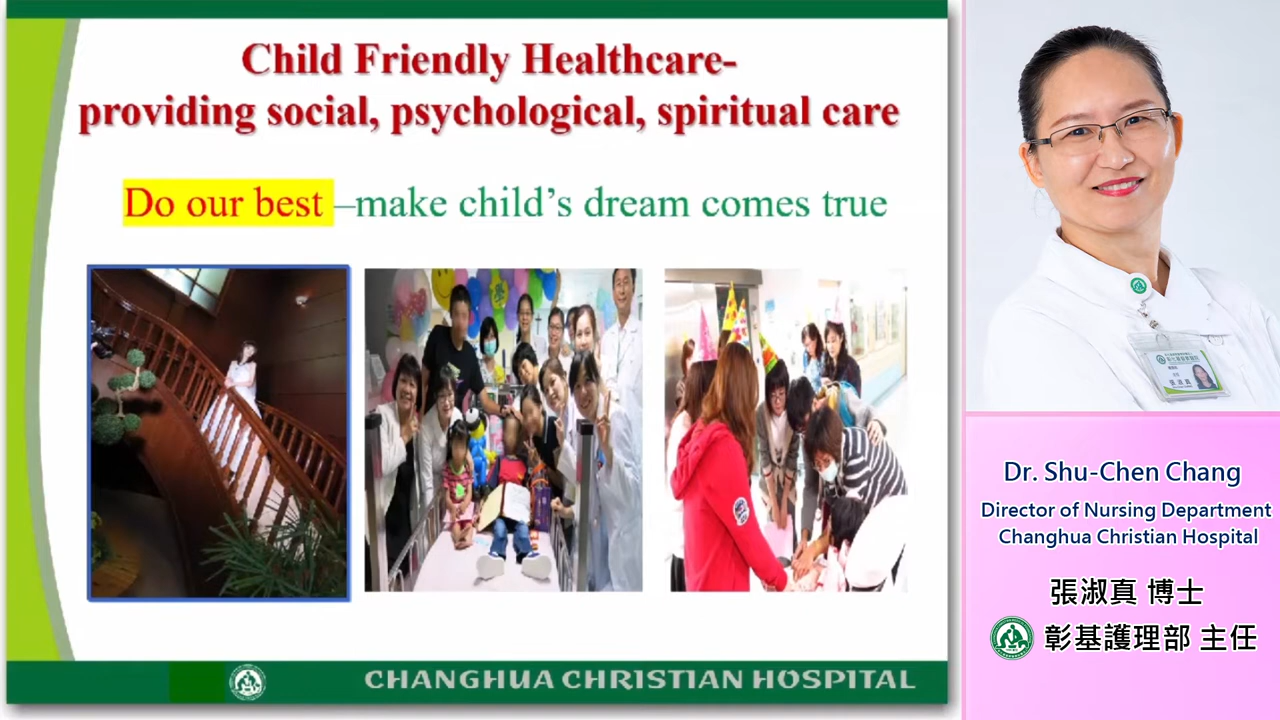 Child Friendly Healthcare-
providing social, psychological, spiritual care
Do our best –make child's dream comes true
CHANGHUA CHRISTIAN HOSPITAL
Dr. Shu-Chen Chang
Director of Nursing Department
Changhua Christian Hospital
張淑真 博士
彰基護理部 主任